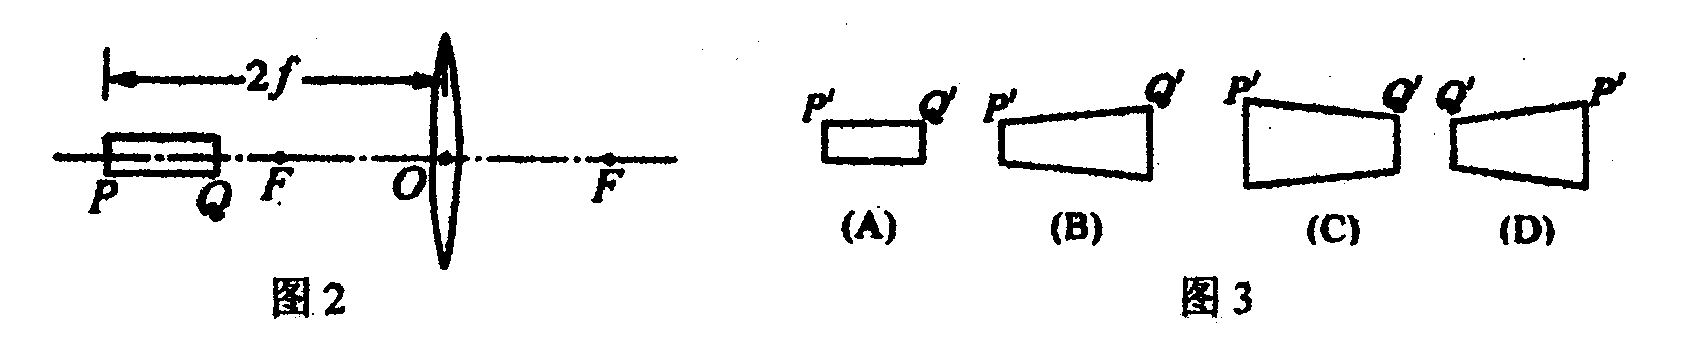 2f
P Q F O F
图 2
P' Q' P' Q' P' Q' Q' P'
(A) (B) (C) (D)
图 3